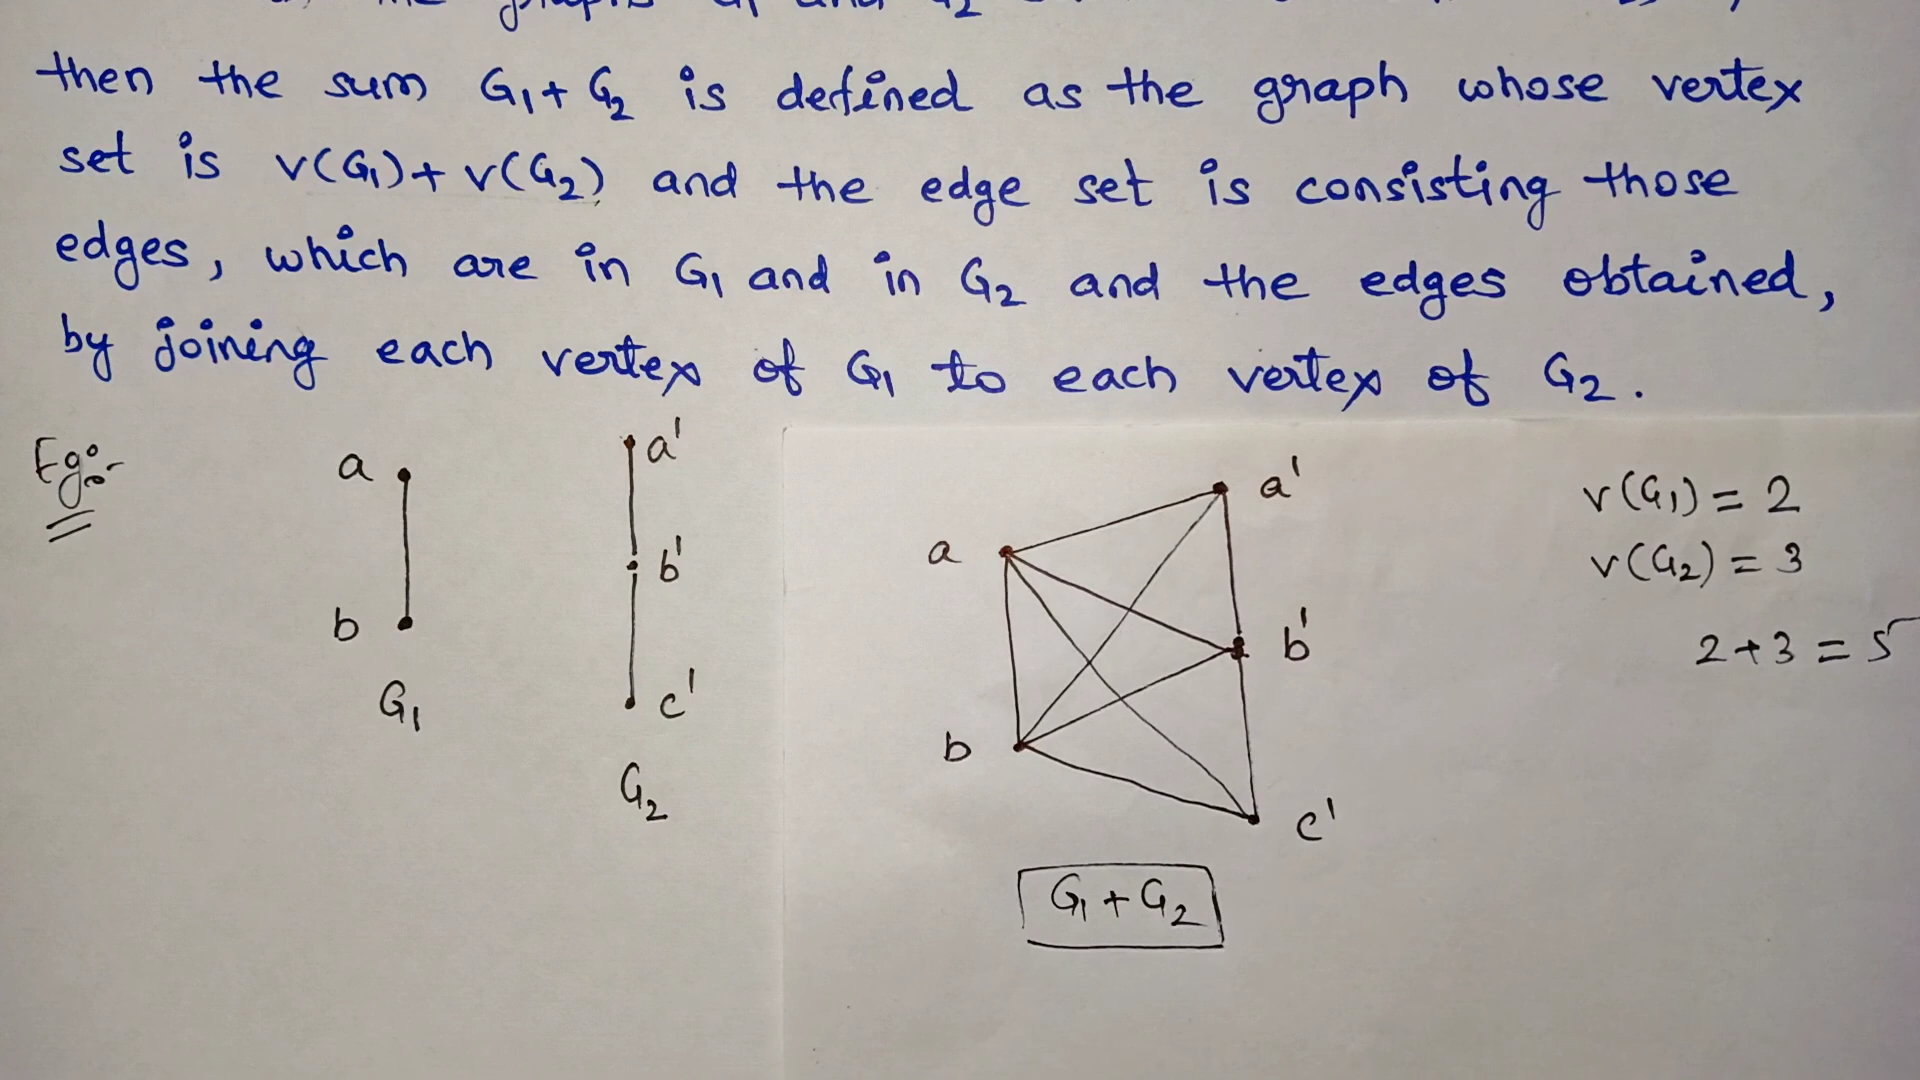 then the sum G₁+G₂ is defined as the graph whose vertex
set is v(G₁)+v(G₂) and the edge set is consisting those
edges, which are in G₁ and in G₂ and the edges obtained,
by joining each vertex of G₁ to each vertex of G₂.
Eg:-
a
b
G₁
a'
b'
c'
G₂
a
b
a'
b'
c'
G₁+G₂
v(G₁) = 2
v(G₂) = 3
2+3 = 5